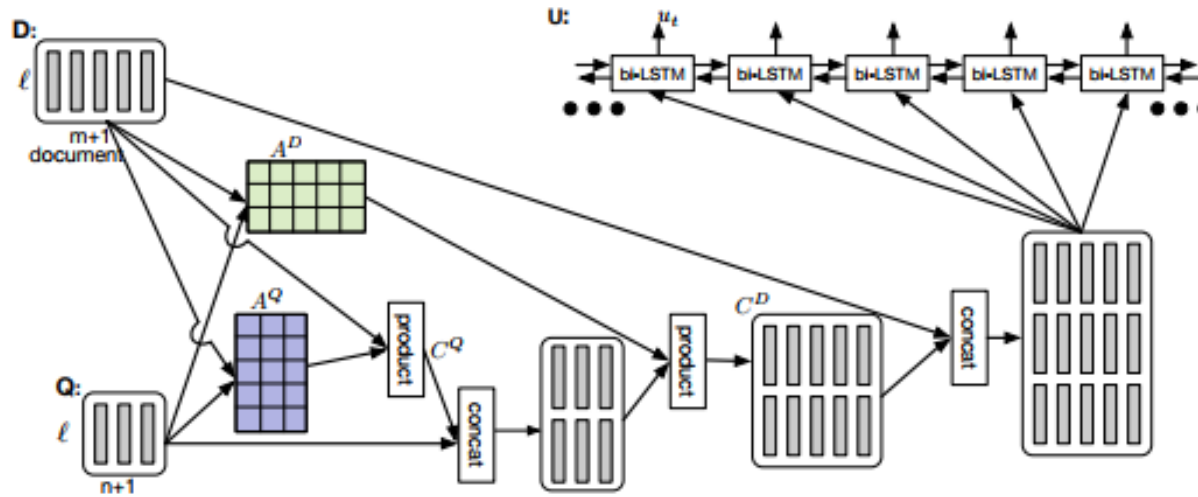 D:
ℓ
m+1
document
A^D
A^Q
Q:
ℓ
n+1
product
C^Q
concat
product
C^D
concat
U:
u_t
bi-LSTM
bi-LSTM
bi-LSTM
bi-LSTM
bi-LSTM